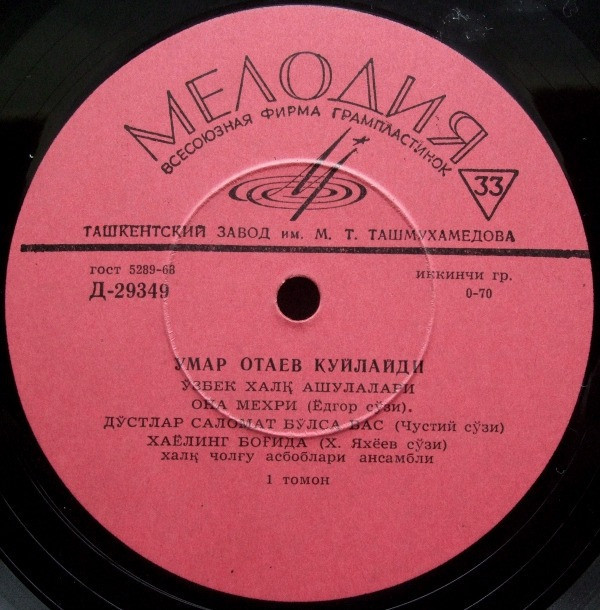 МЕЛОДИЯ
ВСЕСОЮЗНАЯ ФИРМА ГРАМПЛАСТИНОК
33
ТАШКЕНТСКИЙ ЗАВОД им. М. Т. ТАШМУХАМЕДОВА
гост 5289-68
иккинчи гр.
Д-29349
0-70
УМАР ОТАЕВ КУЙЛАЙДИ
ЎЗБЕК ХАЛҚ АШУЛАЛАРИ
ОНА МЕХРИ (Ёдгор сўзи).
ДЎСТЛАР САЛОМАТ БЎЛСА БАС (Чустий сўзи)
ХАЁЛИНГ БОҒИДА (Х. Яхёев сўзи)
халқ чолғу асбоблари ансамбли
1 томон